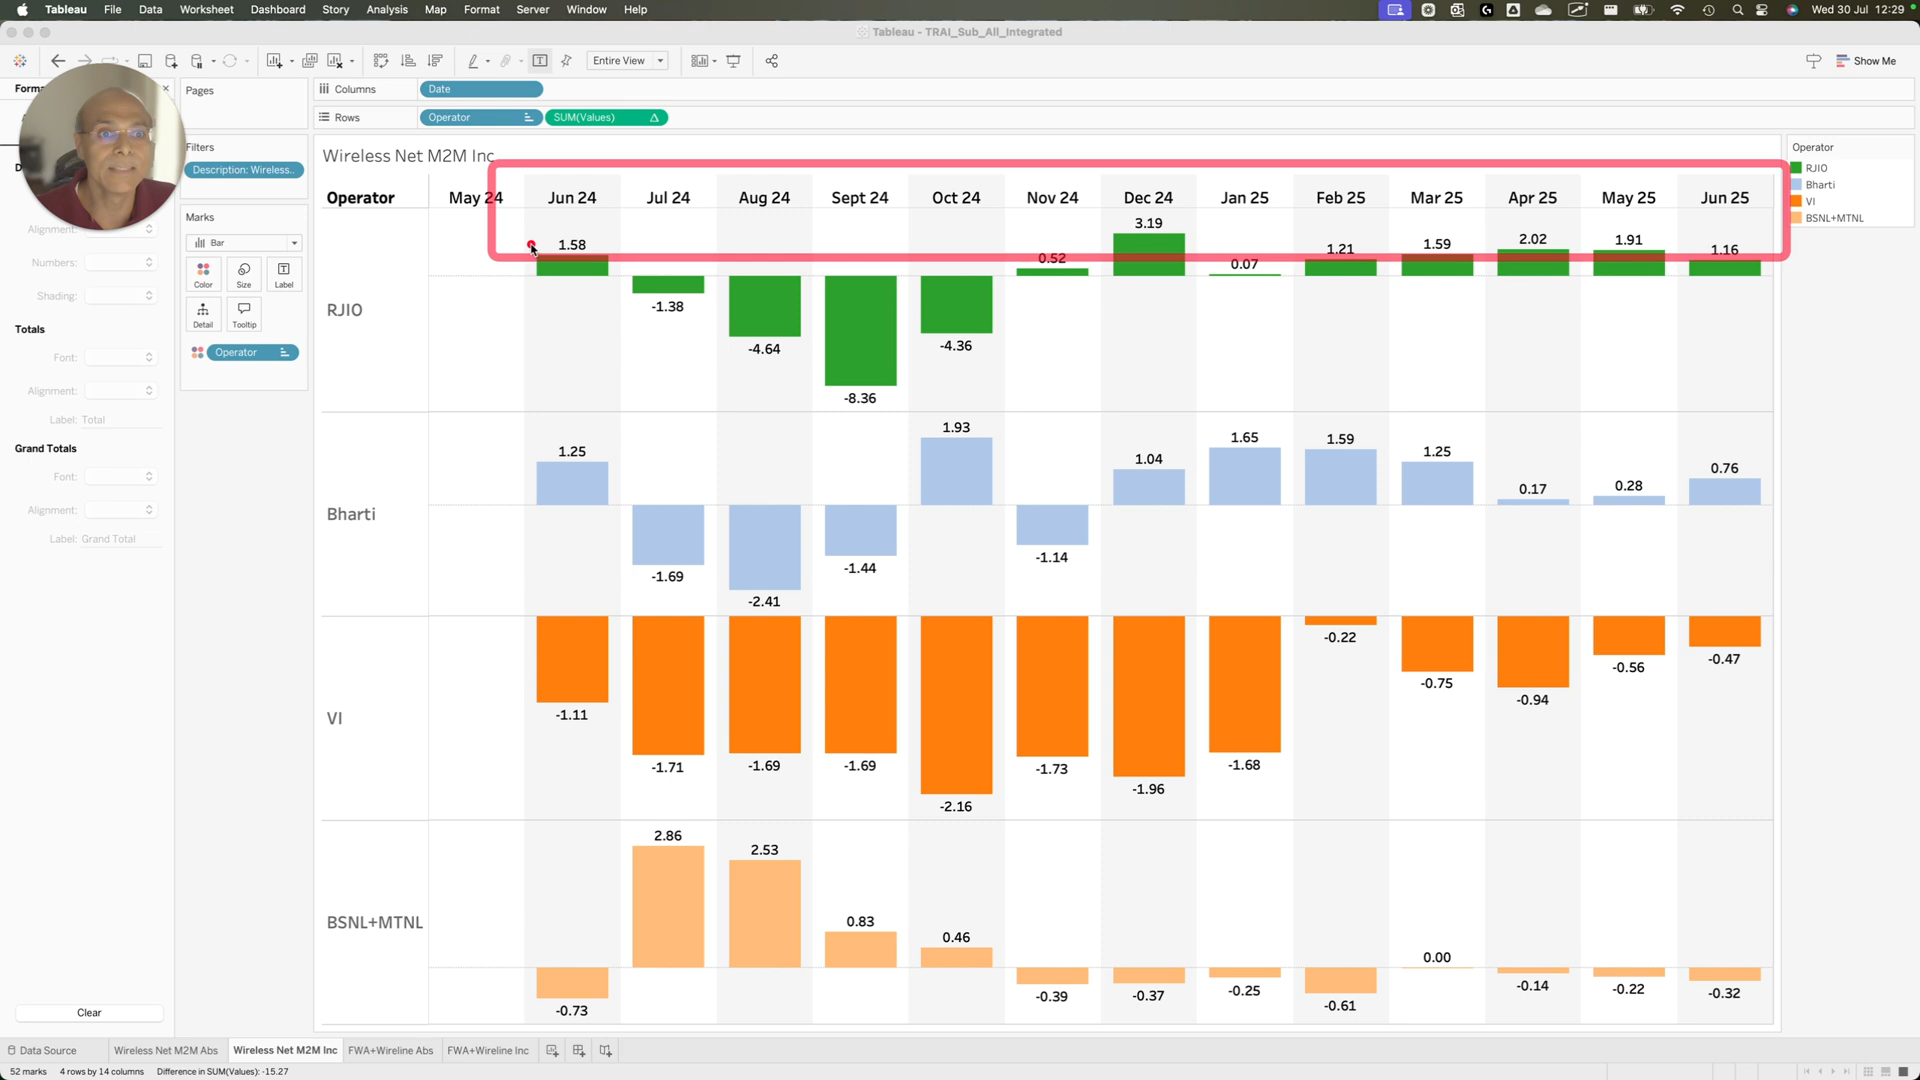 Tableau File Data Worksheet Dashboard Story Analysis Map Format Server Window Help Wed 30 Jul 12:29
Tableau - TRAI_Sub_All_Integrated
Entire View Show Me
Pages
Columns Date
Rows Operator SUM(Values)
Filters
Description: Wireless..
Wireless Net M2M Inc
Operator
RJIO
Bharti
VI
BSNL+MTNL
Operator May 24 Jun 24 Jul 24 Aug 24 Sept 24 Oct 24 Nov 24 Dec 24 Jan 25 Feb 25 Mar 25 Apr 25 May 25 Jun 25
RJIO 1.58 -1.38 -4.64 -8.36 -4.36 0.52 3.19 0.07 1.21 1.59 2.02 1.91 1.16
Bharti 1.25 -1.69 -2.41 -1.44 1.93 -1.14 1.04 1.65 1.59 1.25 0.17 0.28 0.76
VI -1.11 -1.71 -1.69 -1.69 -2.16 -1.73 -1.96 -1.68 -0.22 -0.75 -0.94 -0.56 -0.47
BSNL+MTNL -0.73 2.86 2.53 0.83 0.46 -0.39 -0.37 -0.25 -0.61 0.00 -0.14 -0.22 -0.32
Marks
Bar
Color Size Label
Detail Tooltip
Operator
Alignment:
Numbers:
Shading:
Totals
Font:
Alignment:
Label: Total
Grand Totals
Font:
Alignment:
Label: Grand Total
Clear
Data Source Wireless Net M2M Abs Wireless Net M2M Inc FWA+Wireline Abs FWA+Wireline Inc
52 marks 4 rows by 14 columns Difference in SUM(Values): -15.27